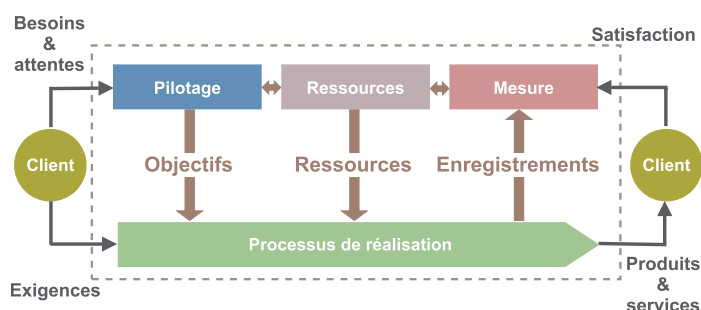 Besoins
&
attentes
Satisfaction
Pilotage
Ressources
Mesure
Client
Objectifs
Ressources
Enregistrements
Client
Processus de réalisation
Exigences
Produits
&
services